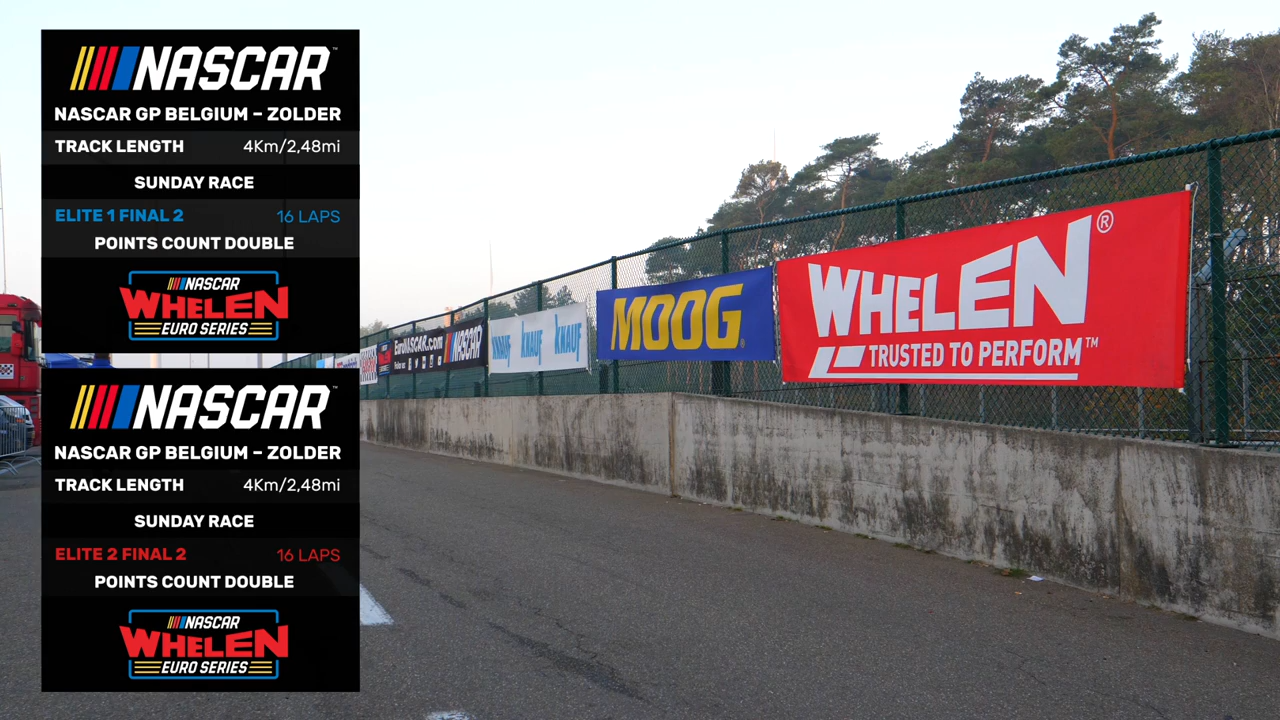 NASCAR™
NASCAR GP BELGIUM – ZOLDER
TRACK LENGTH 4Km/2,48mi
SUNDAY RACE
ELITE 1 FINAL 2 16 LAPS
POINTS COUNT DOUBLE
NASCAR
WHELEN
EURO SERIES
NASCAR™
NASCAR GP BELGIUM – ZOLDER
TRACK LENGTH 4Km/2,48mi
SUNDAY RACE
ELITE 2 FINAL 2 16 LAPS
POINTS COUNT DOUBLE
NASCAR
WHELEN
EURO SERIES
EuroNASCAR.com
NASCAR
KNAUF KNAUF KNAUF
MOOG®
WHELEN®
TRUSTED TO PERFORM™